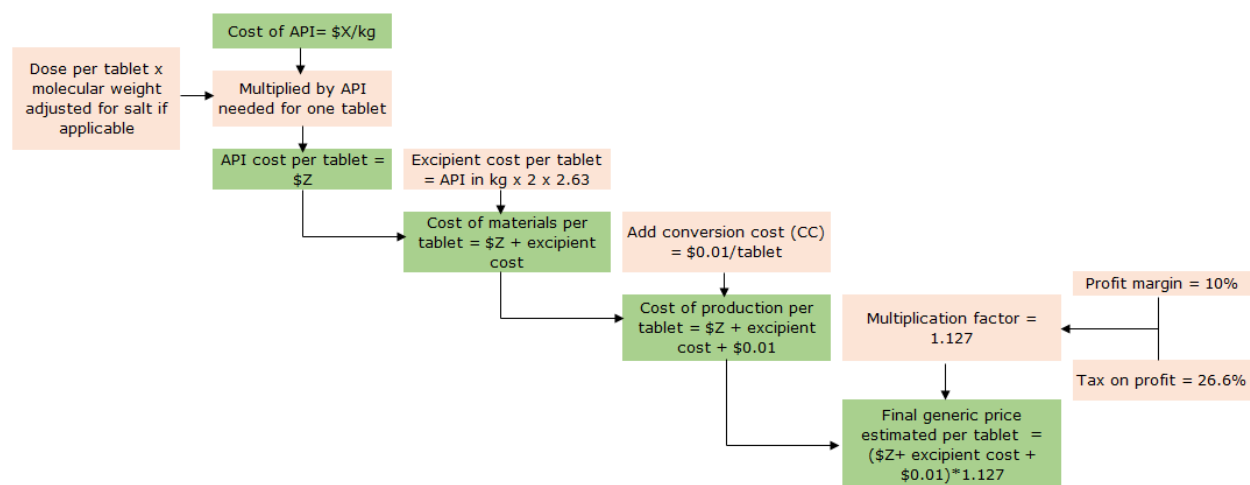 Cost of API= $X/kg
Dose per tablet x
molecular weight
adjusted for salt if
applicable
Multiplied by API
needed for one tablet
API cost per tablet =
$Z
Excipient cost per tablet
= API in kg x 2 x 2.63
Cost of materials per
tablet = $Z + excipient
cost
Add conversion cost (CC)
= $0.01/tablet
Cost of production per
tablet = $Z + excipient
cost + $0.01
Profit margin = 10%
Multiplication factor =
1.127
Tax on profit = 26.6%
Final generic price
estimated per tablet  =
($Z+ excipient cost +
$0.01)*1.127